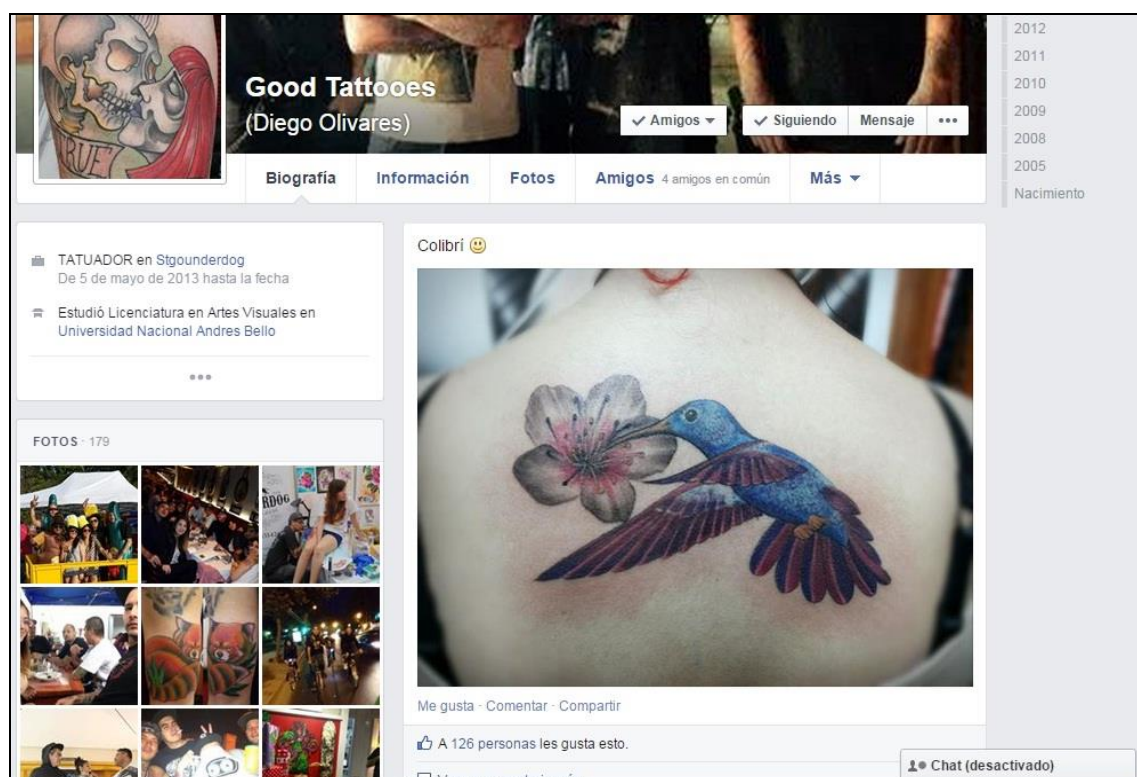 2012
2011
2010
2009
2008
2005
Nacimiento
RUE
Good Tattooes
(Diego Olivares)
Amigos
Siguiendo
Mensaje
Biografía
Información
Fotos
Amigos 4 amigos en común
Más
TATUADOR en Stgounderdog
De 5 de mayo de 2013 hasta la fecha
Estudió Licenciatura en Artes Visuales en
Universidad Nacional Andres Bello
FOTOS · 179
RDOG
Colibrí
Me gusta · Comentar · Compartir
A 126 personas les gusta esto.
Chat (desactivado)